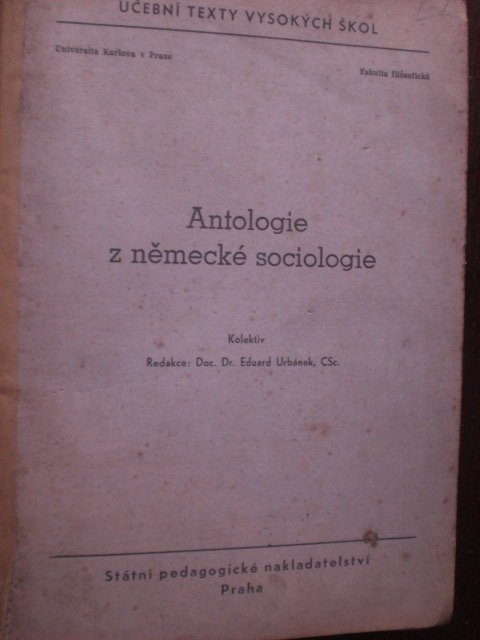 UČEBNÍ TEXTY VYSOKÝCH ŠKOL
Universita Karlova v Praze
Fakulta filosofická
Antologie
z německé sociologie
Kolektiv
Redakce: Doc. Dr. Eduard Urbánek, CSc.
Státní pedagogické nakladatelství
Praha